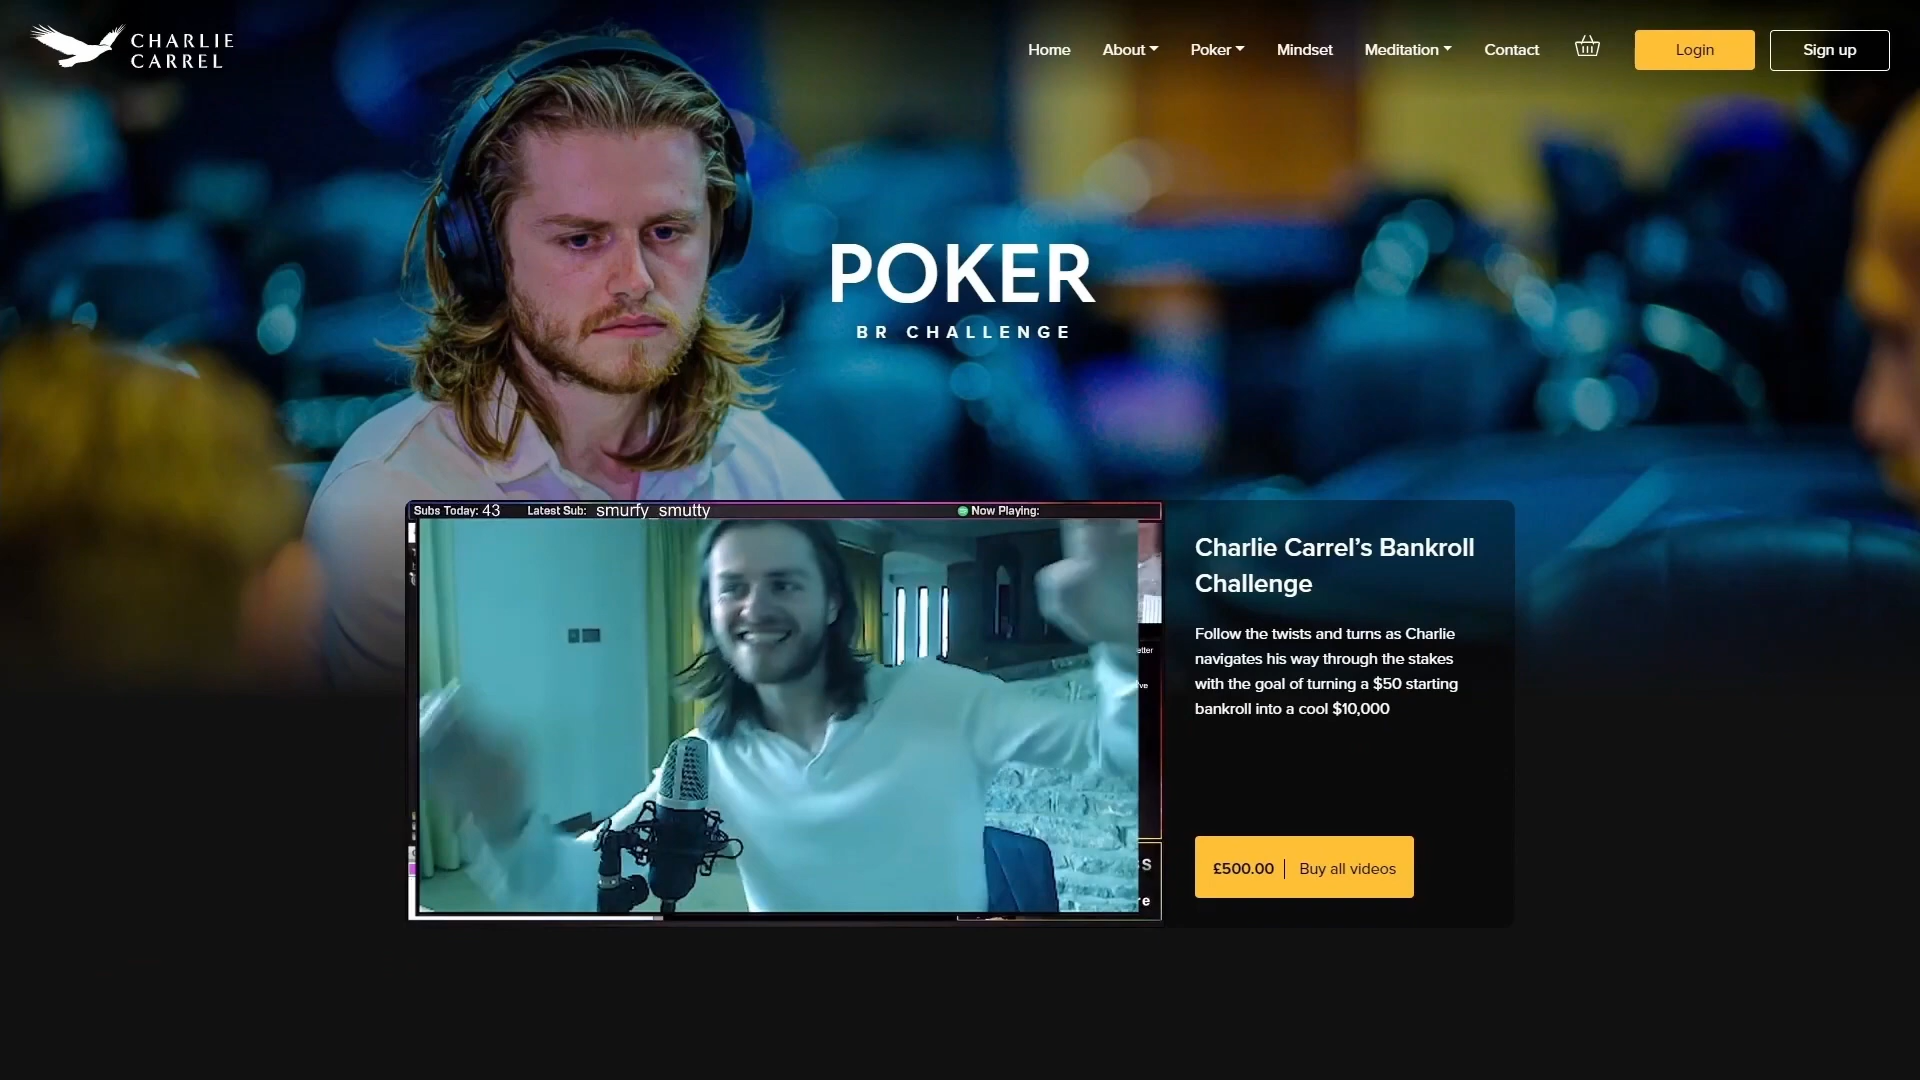 CHARLIE
CARREL
Home
About
Poker
Mindset
Meditation
Contact
Login
Sign up
POKER
BR CHALLENGE
Subs Today: 43
Latest Sub: smurfy_smutty
Now Playing:
Charlie Carrel’s Bankroll
Challenge
Follow the twists and turns as Charlie
navigates his way through the stakes
with the goal of turning a $50 starting
bankroll into a cool $10,000
£500.00 | Buy all videos